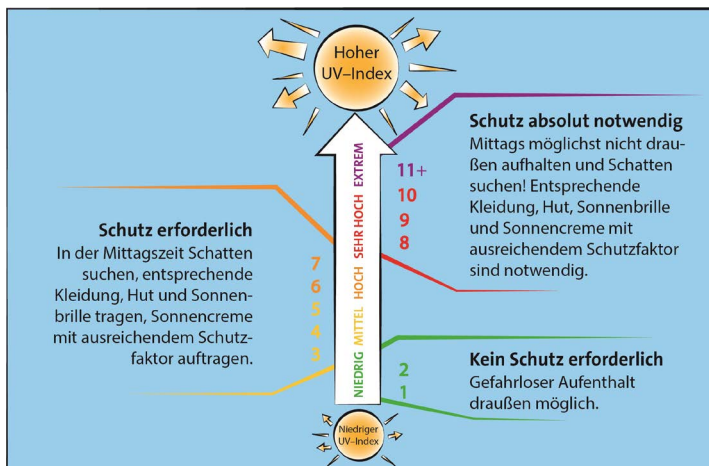 Hoher
UV–Index
Schutz absolut notwendig
Mittags möglichst nicht drau-
ßen aufhalten und Schatten
suchen! Entsprechende
Kleidung, Hut, Sonnenbrille
und Sonnencreme mit
ausreichendem Schutzfaktor
sind notwendig.
11+
10
9
8
Schutz erforderlich
In der Mittagszeit Schatten
suchen, entsprechende
Kleidung, Hut und Sonnen-
brille tragen, Sonnencreme
mit ausreichendem Schutz-
faktor auftragen.
7
6
5
4
3
NIEDRIG MITTEL HOCH SEHR HOCH EXTREM
Kein Schutz erforderlich
Gefahrloser Aufenthalt
draußen möglich.
2
1
Niedriger
UV–Index